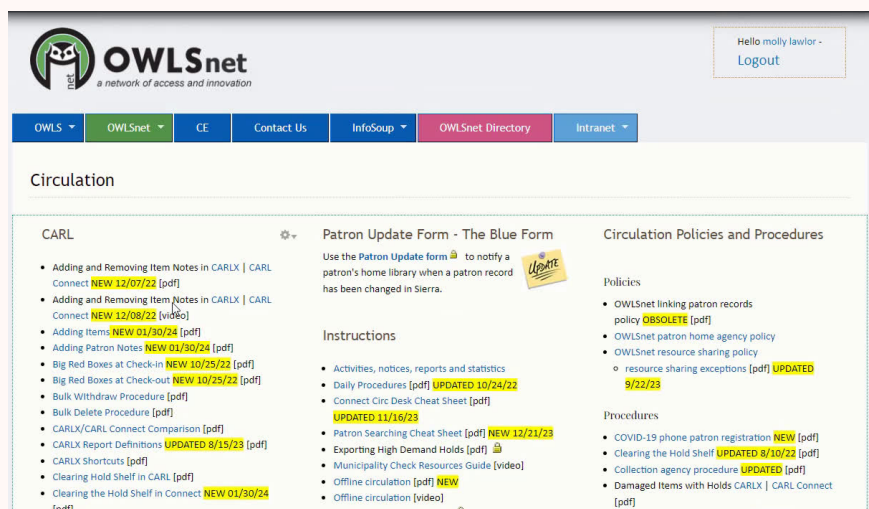 Hello molly lawlor -
Logout
net
OWLSnet
a network of access and innovation
OWLS
OWLSnet
CE
Contact Us
InfoSoup
OWLSnet Directory
Intranet
Circulation
CARL
Adding and Removing Item Notes in CARLX | CARL
Connect NEW 12/07/22 [pdf]
Adding and Removing Item Notes in CARLX | CARL
Connect NEW 12/08/22 [video]
Adding Items NEW 01/30/24 [pdf]
Adding Patron Notes NEW 01/30/24 [pdf]
Big Red Boxes at Check-in NEW 10/25/22 [pdf]
Big Red Boxes at Check-out NEW 10/25/22 [pdf]
Bulk Withdraw Procedure [pdf]
Bulk Delete Procedure [pdf]
CARLX/CARL Connect Comparison [pdf]
CARLX Report Definitions UPDATED 8/15/23 [pdf]
CARLX Shortcuts [pdf]
Clearing Hold Shelf in CARL [pdf]
Clearing the Hold Shelf in Connect NEW 01/30/24
[pdf]
Patron Update Form - The Blue Form
Use the Patron Update form to notify a
patron's home library when a patron record
has been changed in Sierra.
UPDATE
Instructions
Activities, notices, reports and statistics
Daily Procedures [pdf] UPDATED 10/24/22
Connect Circ Desk Cheat Sheet [pdf]
UPDATED 11/16/23
Patron Searching Cheat Sheet [pdf] NEW 12/21/23
Exporting High Demand Holds [pdf]
Municipality Check Resources Guide [video]
Offline circulation [pdf] NEW
Offline circulation [video]
Circulation Policies and Procedures
Policies
OWLSnet linking patron records
policy OBSOLETE [pdf]
OWLSnet patron home agency policy
OWLSnet resource sharing policy
resource sharing exceptions [pdf] UPDATED
9/22/23
Procedures
COVID-19 phone patron registration NEW [pdf]
Clearing the Hold Shelf UPDATED 8/10/22 [pdf]
Collection agency procedure UPDATED [pdf]
Damaged Items with Holds CARLX | CARL Connect
[pdf]